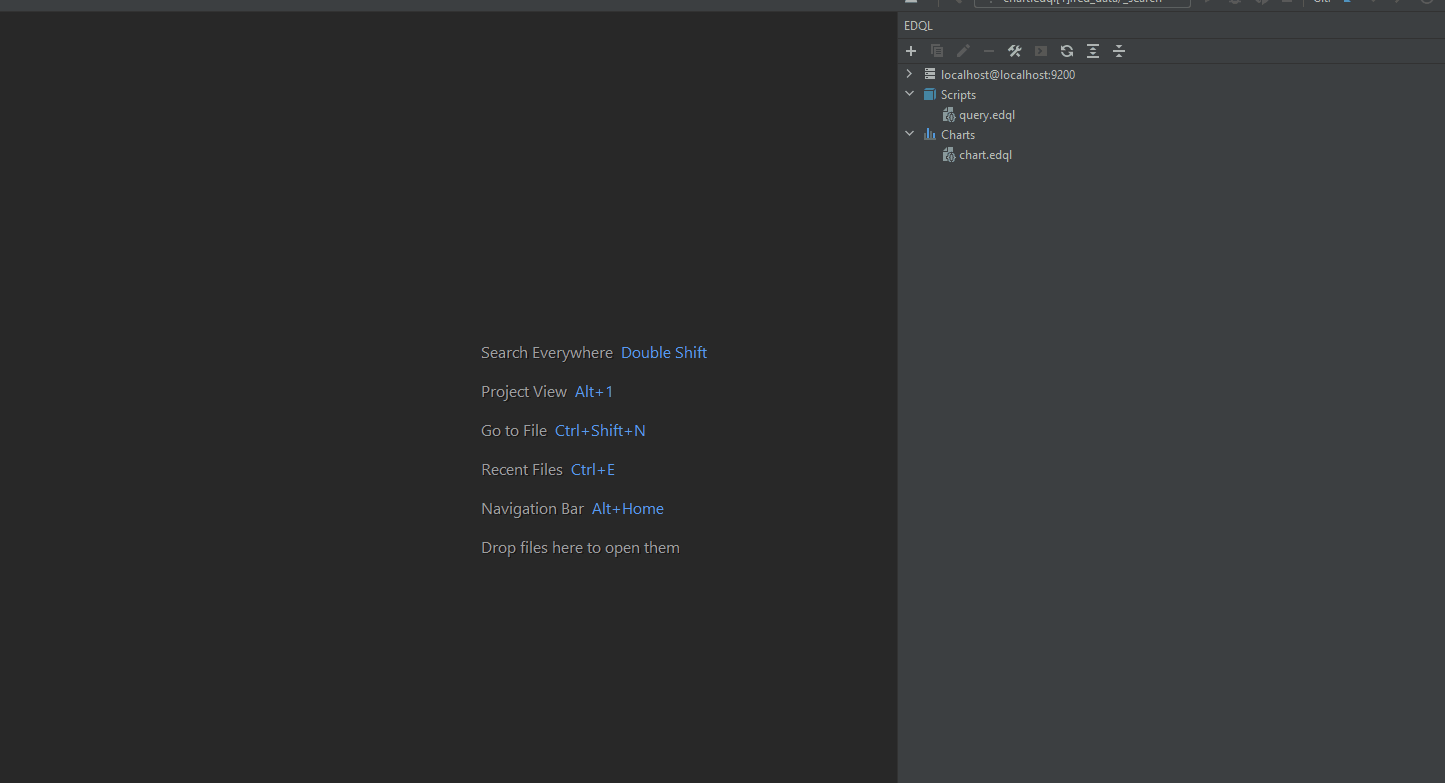 EDQL
localhost@localhost:9200
Scripts
query.edql
Charts
chart.edql
Search Everywhere Double Shift
Project View Alt+1
Go to File Ctrl+Shift+N
Recent Files Ctrl+E
Navigation Bar Alt+Home
Drop files here to open them